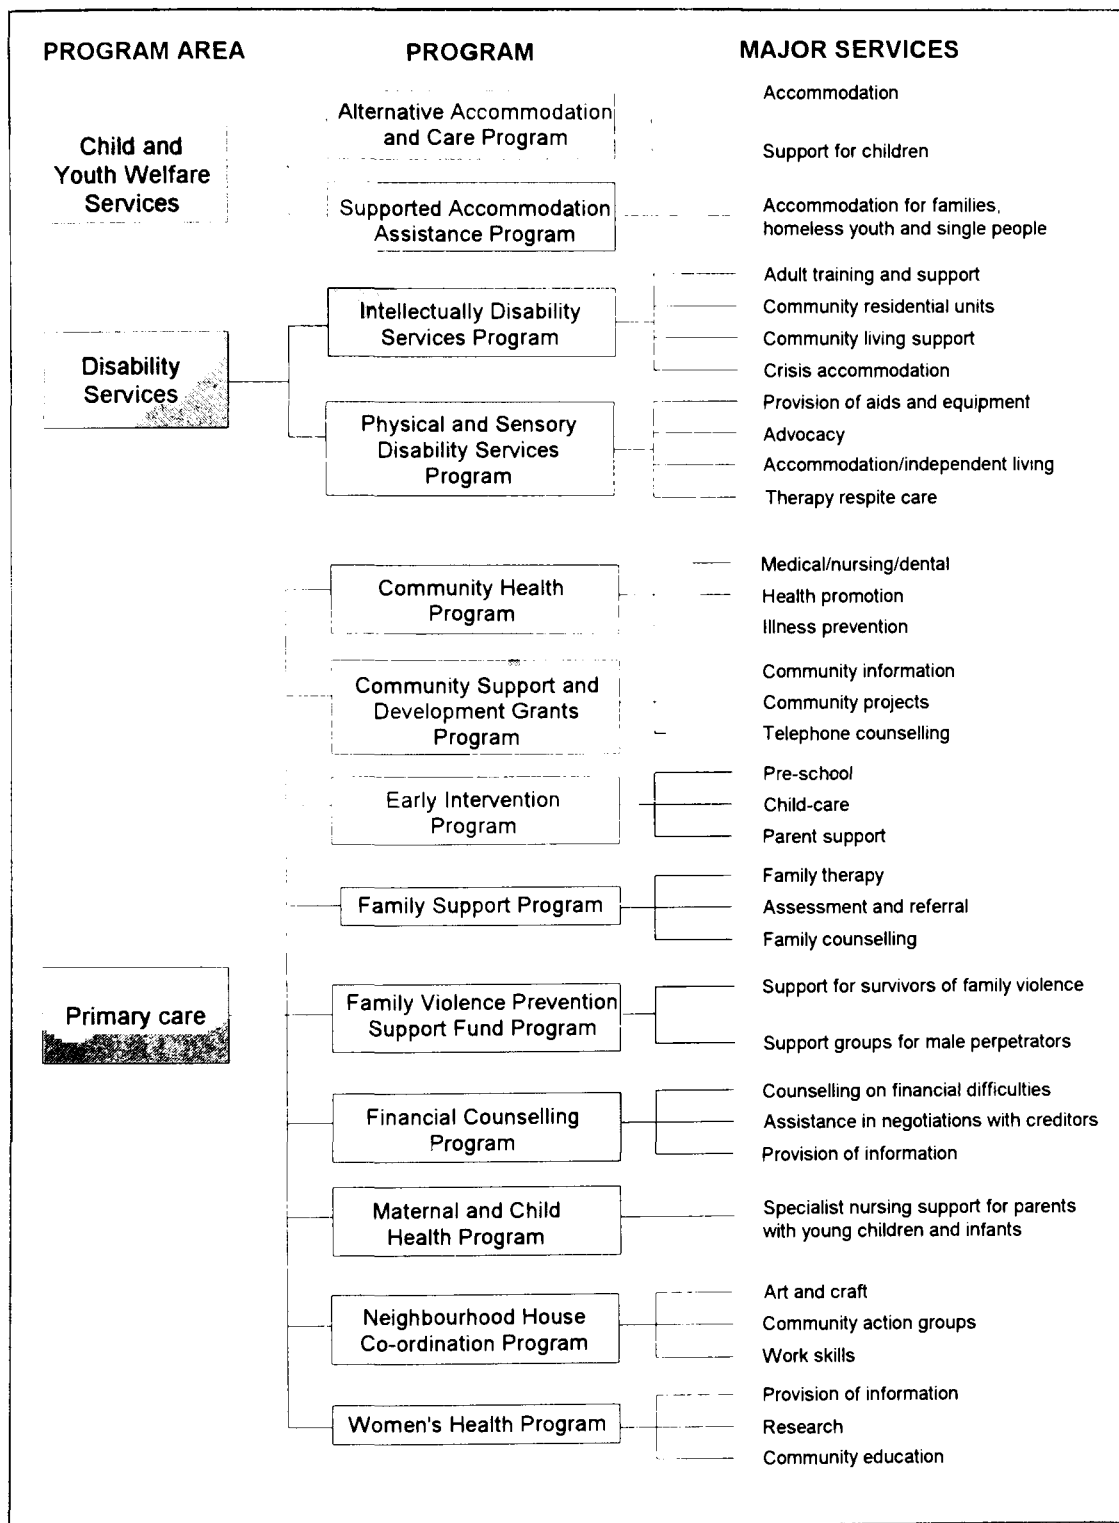 PROGRAM AREA
PROGRAM
MAJOR SERVICES
Child and
Youth Welfare
Services
Alternative Accommodation
and Care Program
Accommodation
Support for children
Supported Accommodation
Assistance Program
Accommodation for families,
homeless youth and single people
Disability
Services
Intellectually Disability
Services Program
Adult training and support
Community residential units
Community living support
Crisis accommodation
Physical and Sensory
Disability Services
Program
Provision of aids and equipment
Advocacy
Accommodation/independent living
Therapy respite care
Primary care
Community Health
Program
Medical/nursing/dental
Health promotion
Illness prevention
Community Support and
Development Grants
Program
Community information
Community projects
Telephone counselling
Early Intervention
Program
Pre-school
Child-care
Parent support
Family Support Program
Family therapy
Assessment and referral
Family counselling
Family Violence Prevention
Support Fund Program
Support for survivors of family violence
Support groups for male perpetrators
Financial Counselling
Program
Counselling on financial difficulties
Assistance in negotiations with creditors
Provision of information
Maternal and Child
Health Program
Specialist nursing support for parents
with young children and infants
Neighbourhood House
Co-ordination Program
Art and craft
Community action groups
Work skills
Women's Health Program
Provision of information
Research
Community education